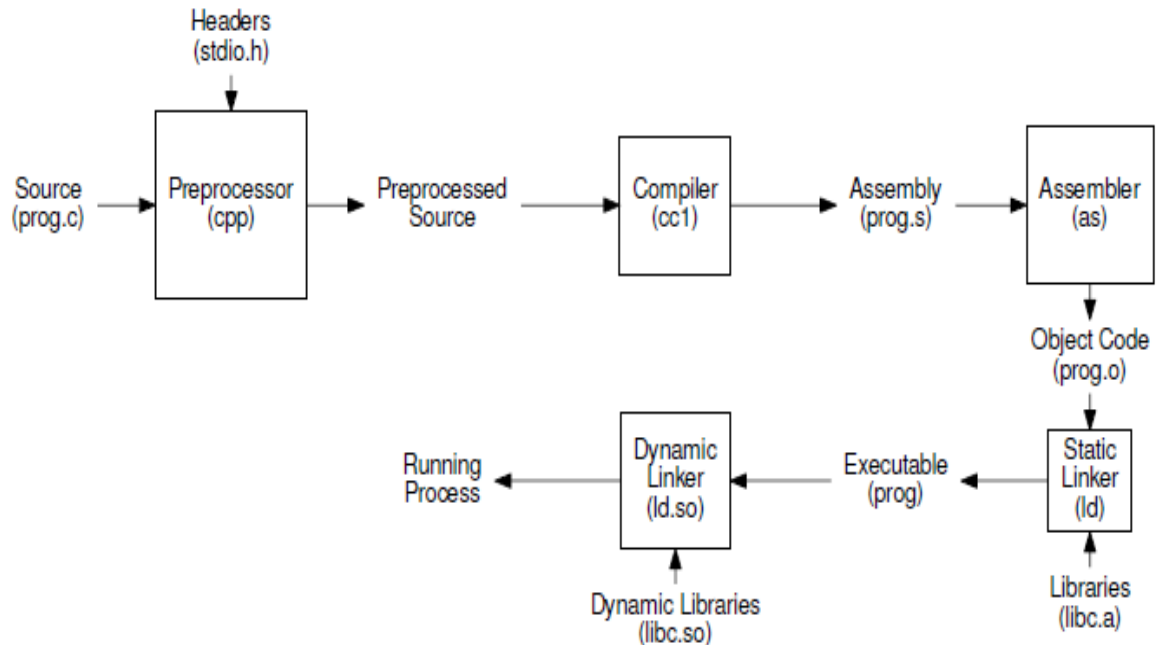 Headers
(stdio.h)
Source
(prog.c)
Preprocessor
(cpp)
Preprocessed
Source
Compiler
(cc1)
Assembly
(prog.s)
Assembler
(as)
Object Code
(prog.o)
Static
Linker
(ld)
Libraries
(libc.a)
Executable
(prog)
Dynamic
Linker
(ld.so)
Dynamic Libraries
(libc.so)
Running
Process